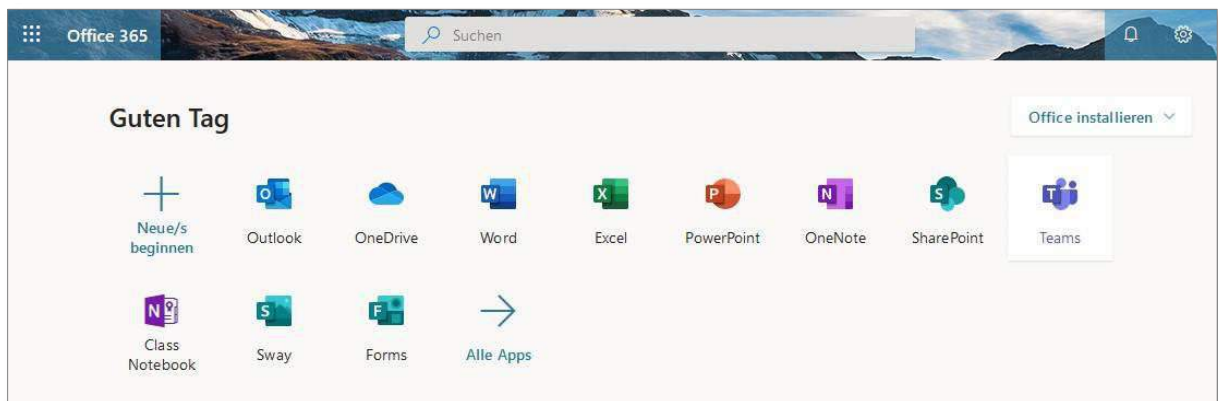 Office 365
Suchen
Guten Tag
Office installieren
Neue/s
beginnen
Outlook
OneDrive
Word
Excel
PowerPoint
OneNote
SharePoint
Teams
Class
Notebook
Sway
Forms
Alle Apps